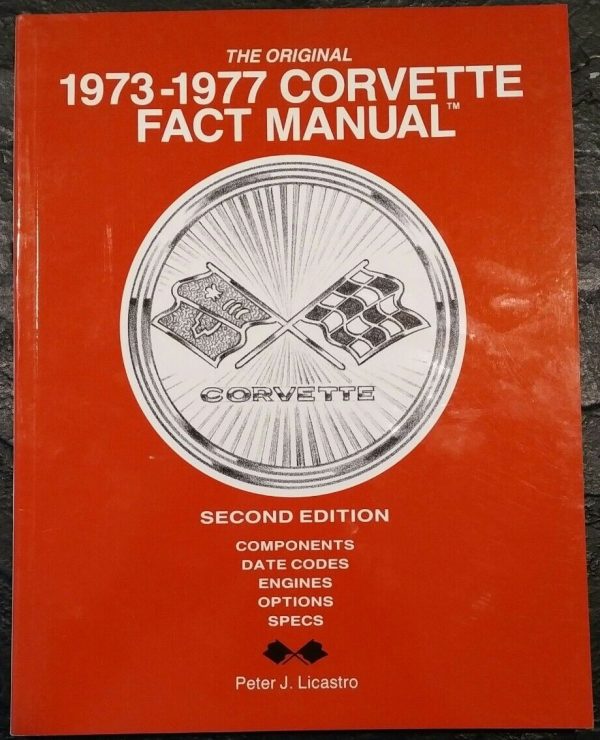 THE ORIGINAL
1973-1977 CORVETTE
FACT MANUAL™
CORVETTE
SECOND EDITION
COMPONENTS
DATE CODES
ENGINES
OPTIONS
SPECS
Peter J. Licastro